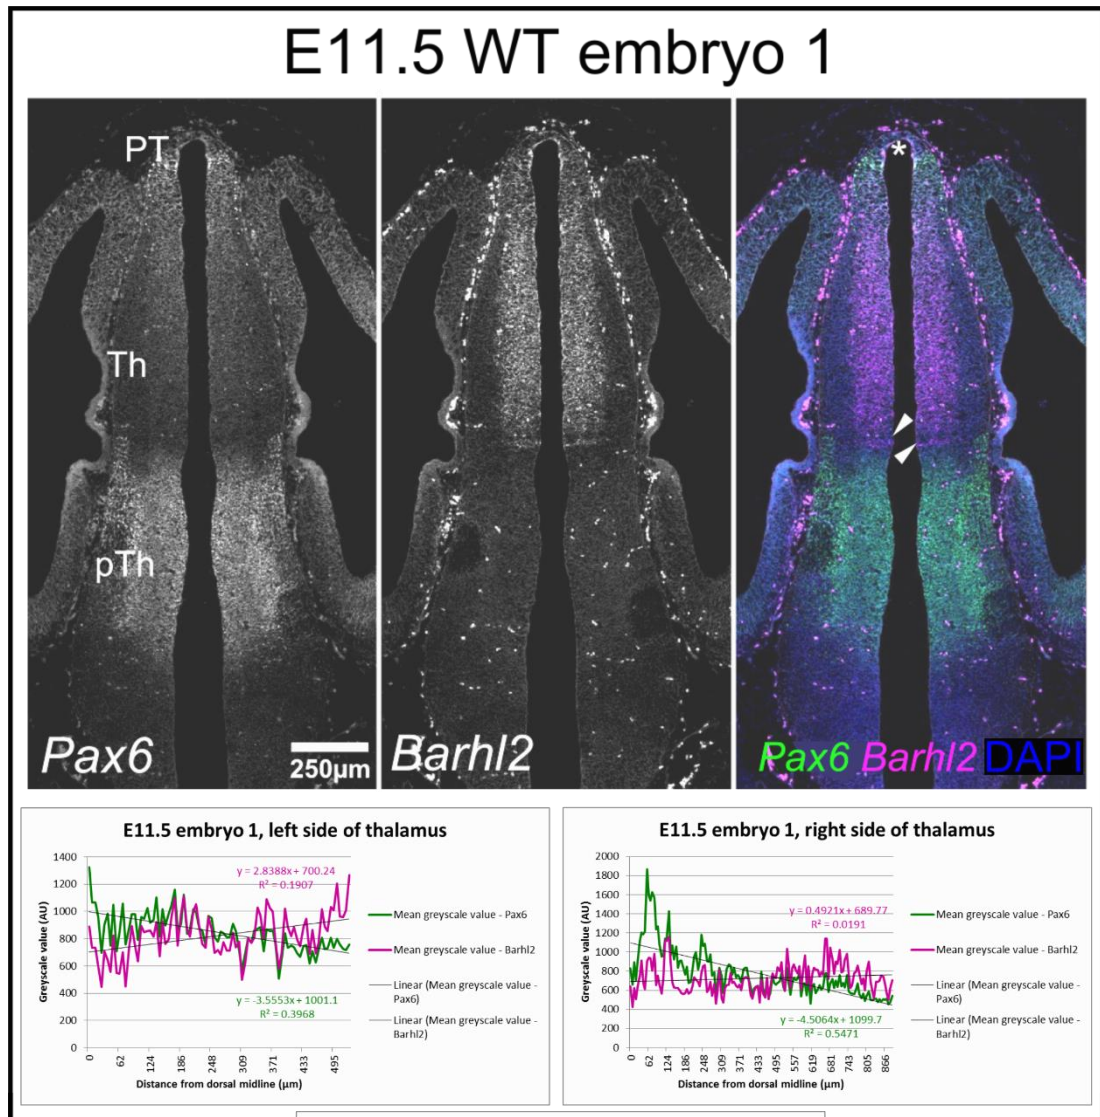 E11.5 WT embryo 1
PT
*
Th
pTh
Pax6
250µm
Barhl2
Pax6 Barhl2 DAPI
E11.5 embryo 1, left side of thalamus
Greyscale value (AU)
1400
1200
1000
800
600
400
200
0
y = 2.8388x + 700.24
R² = 0.1907
y = -3.5553x + 1001.1
R² = 0.3968
0 62 124 186 248 309 371 433 495
Distance from dorsal midline (µm)
Mean greyscale value - Pax6
Mean greyscale value - Barhl2
Linear (Mean greyscale value -
Pax6)
Linear (Mean greyscale value -
Barhl2)
E11.5 embryo 1, right side of thalamus
Greyscale value (AU)
2000
1800
1600
1400
1200
1000
800
600
400
200
0
y = 0.4921x + 689.77
R² = 0.0191
y = -4.5064x + 1099.7
R² = 0.5471
0 62 124 186 248 309 371 433 495 557 619 681 743 805 866
Distance from dorsal midline (µm)
Mean greyscale value - Pax6
Mean greyscale value - Barhl2
Linear (Mean greyscale value -
Pax6)
Linear (Mean greyscale value -
Barhl2)